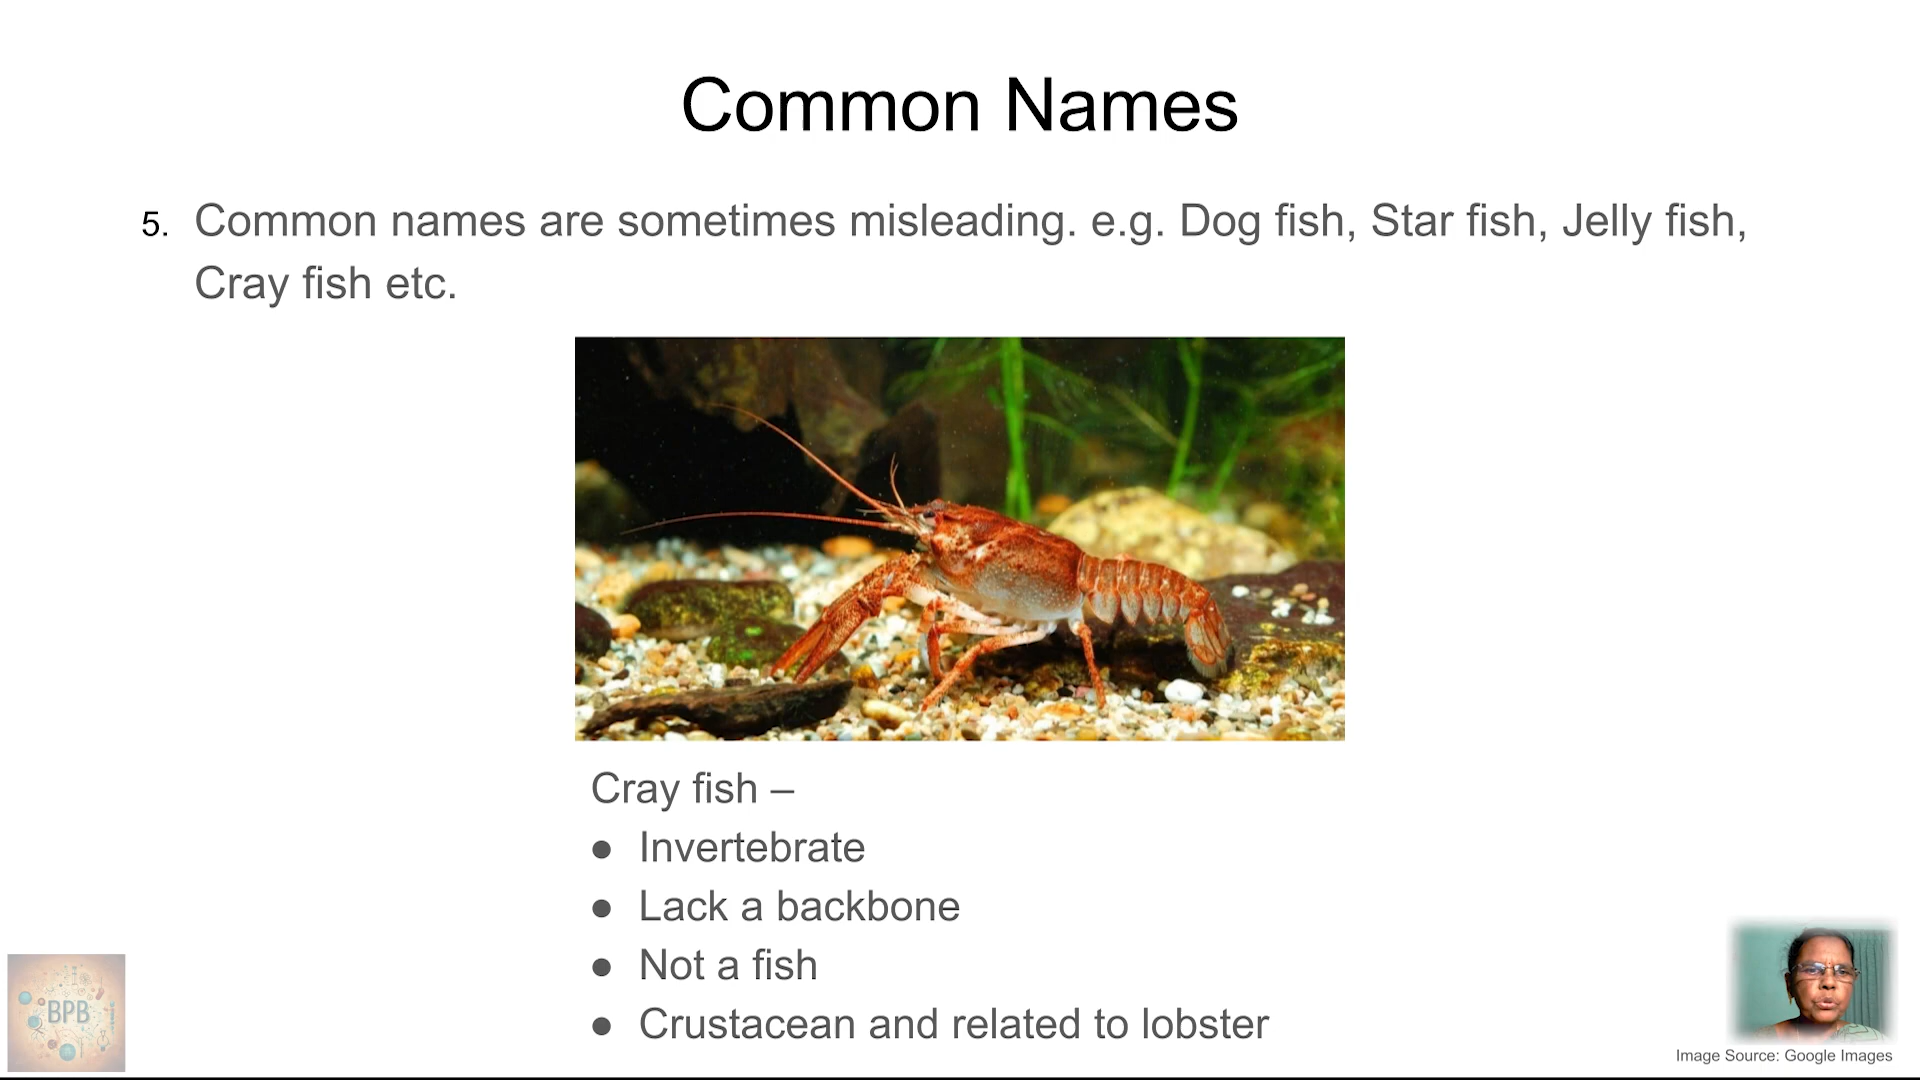 Common Names
5. Common names are sometimes misleading. e.g. Dog fish, Star fish, Jelly fish,
Cray fish etc.
Cray fish –
● Invertebrate
● Lack a backbone
● Not a fish
● Crustacean and related to lobster
BPB
Image Source: Google Images